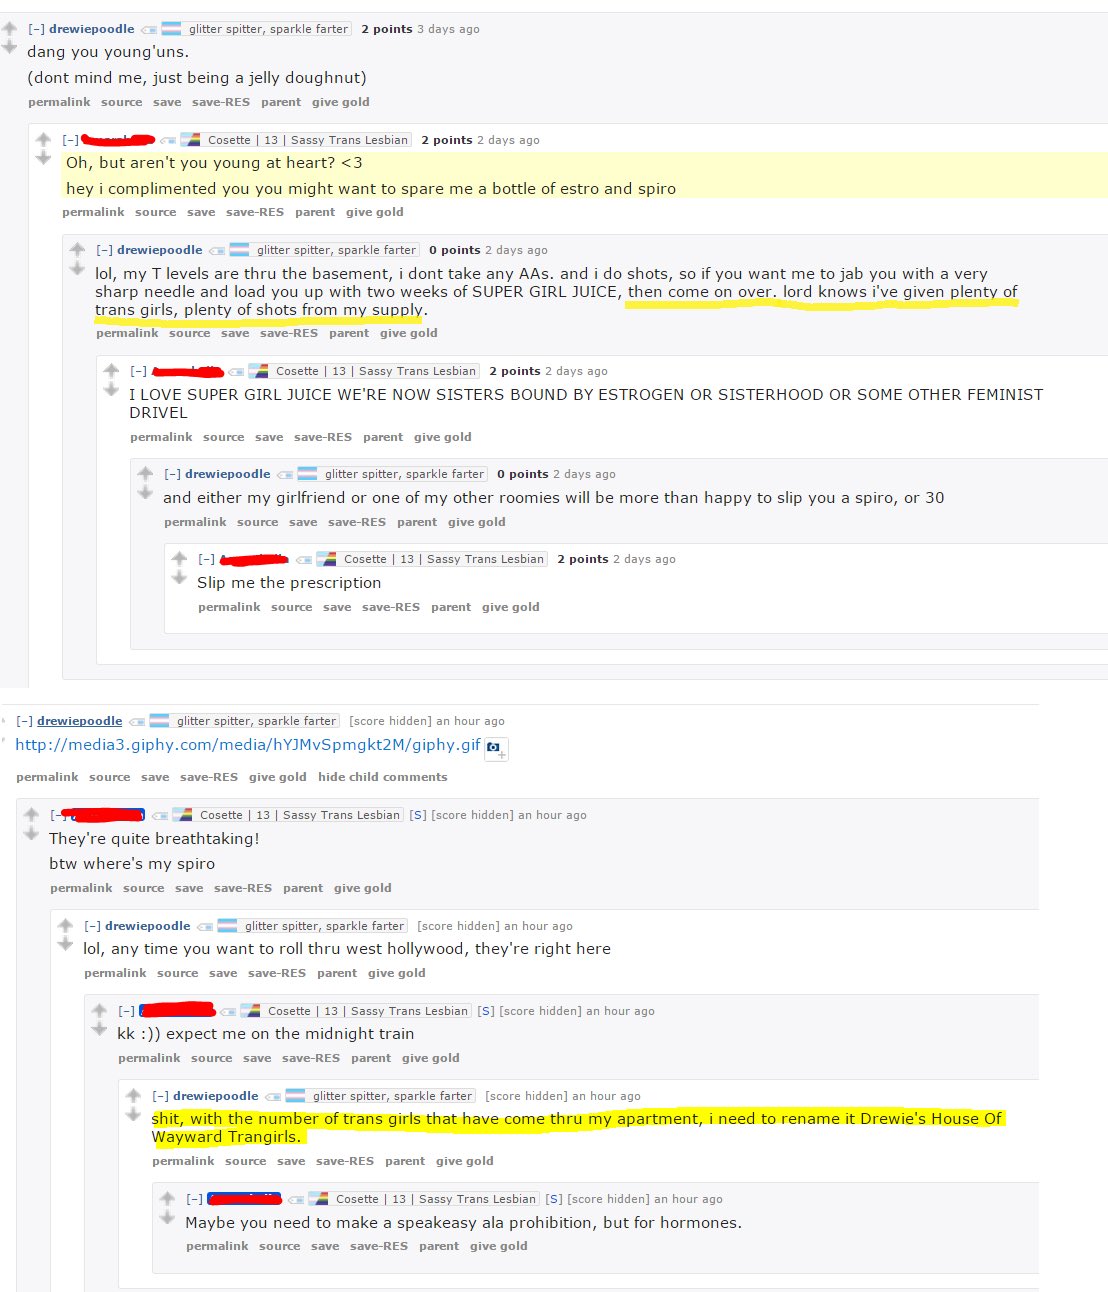 [–] drewiepoodle glitter spitter, sparkle farter 2 points 3 days ago
dang you young'uns.
(dont mind me, just being a jelly doughnut)
permalink source save save-RES parent give gold
[–] Cosette | 13 | Sassy Trans Lesbian 2 points 2 days ago
Oh, but aren't you young at heart? <3
hey i complimented you you might want to spare me a bottle of estro and spiro
permalink source save save-RES parent give gold
[–] drewiepoodle glitter spitter, sparkle farter 0 points 2 days ago
lol, my T levels are thru the basement, i dont take any AAs. and i do shots, so if you want me to jab you with a very
sharp needle and load you up with two weeks of SUPER GIRL JUICE, then come on over. lord knows i've given plenty of
trans girls, plenty of shots from my supply.
permalink source save save-RES parent give gold
[–] Cosette | 13 | Sassy Trans Lesbian 2 points 2 days ago
I LOVE SUPER GIRL JUICE WE'RE NOW SISTERS BOUND BY ESTROGEN OR SISTERHOOD OR SOME OTHER FEMINIST
DRIVEL
permalink source save save-RES parent give gold
[–] drewiepoodle glitter spitter, sparkle farter 0 points 2 days ago
and either my girlfriend or one of my other roomies will be more than happy to slip you a spiro, or 30
permalink source save save-RES parent give gold
[–] Cosette | 13 | Sassy Trans Lesbian 2 points 2 days ago
Slip me the prescription
permalink source save save-RES parent give gold
[–] drewiepoodle glitter spitter, sparkle farter [score hidden] an hour ago
http://media3.giphy.com/media/hYJMvSpmgkt2M/giphy.gif
permalink source save save-RES give gold hide child comments
[– Cosette | 13 | Sassy Trans Lesbian [S] [score hidden] an hour ago
They're quite breathtaking!
btw where's my spiro
permalink source save save-RES parent give gold
[–] drewiepoodle glitter spitter, sparkle farter [score hidden] an hour ago
lol, any time you want to roll thru west hollywood, they're right here
permalink source save save-RES parent give gold
[–] Cosette | 13 | Sassy Trans Lesbian [S] [score hidden] an hour ago
kk :)) expect me on the midnight train
permalink source save save-RES parent give gold
[–] drewiepoodle glitter spitter, sparkle farter [score hidden] an hour ago
shit, with the number of trans girls that have come thru my apartment, i need to rename it Drewie's House Of
Wayward Trangirls.
permalink source save save-RES parent give gold
[–] Cosette | 13 | Sassy Trans Lesbian [S] [score hidden] an hour ago
Maybe you need to make a speakeasy ala prohibition, but for hormones.
permalink source save save-RES parent give gold